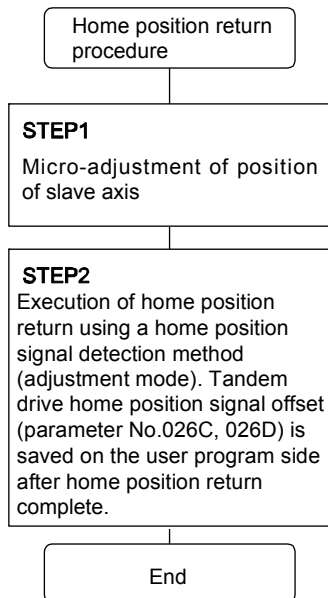 Home position return
procedure
STEP1
Micro-adjustment of position
of slave axis
STEP2
Execution of home position
return using a home position
signal detection method
(adjustment mode). Tandem
drive home position signal offset
(parameter No.026C, 026D) is
saved on the user program side
after home position return
complete.
End